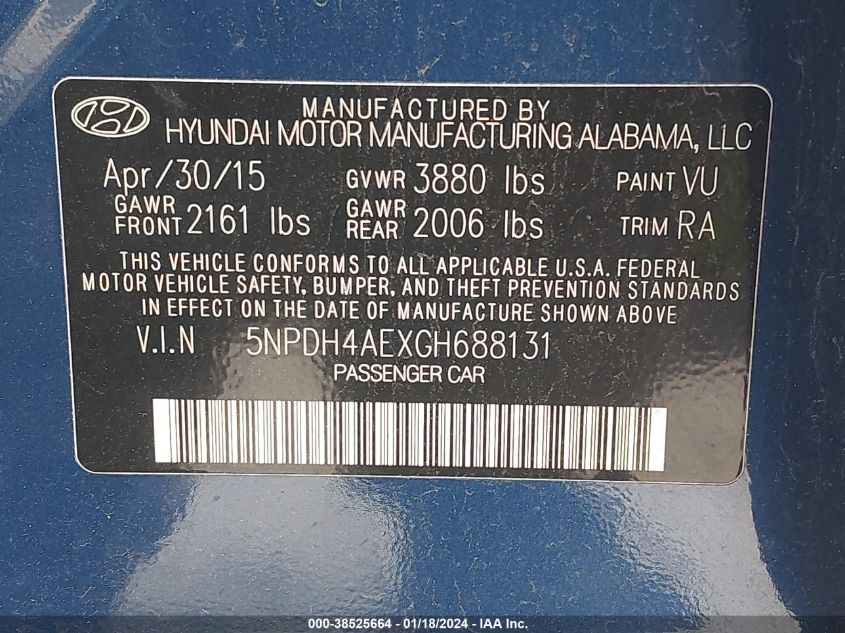 MANUFACTURED BY
HYUNDAI MOTOR MANUFACTURING ALABAMA, LLC
Apr/30/15 GVWR 3880 lbs PAINT VU
GAWR FRONT 2161 lbs GAWR REAR 2006 lbs TRIM RA
THIS VEHICLE CONFORMS TO ALL APPLICABLE U.S.A. FEDERAL
MOTOR VEHICLE SAFETY, BUMPER, AND THEFT PREVENTION STANDARDS
IN EFFECT ON THE DATE OF MANUFACTURE SHOWN ABOVE
V.I.N 5NPDH4AEXGH688131
PASSENGER CAR
000-38525664 - 01/18/2024 - IAA Inc.